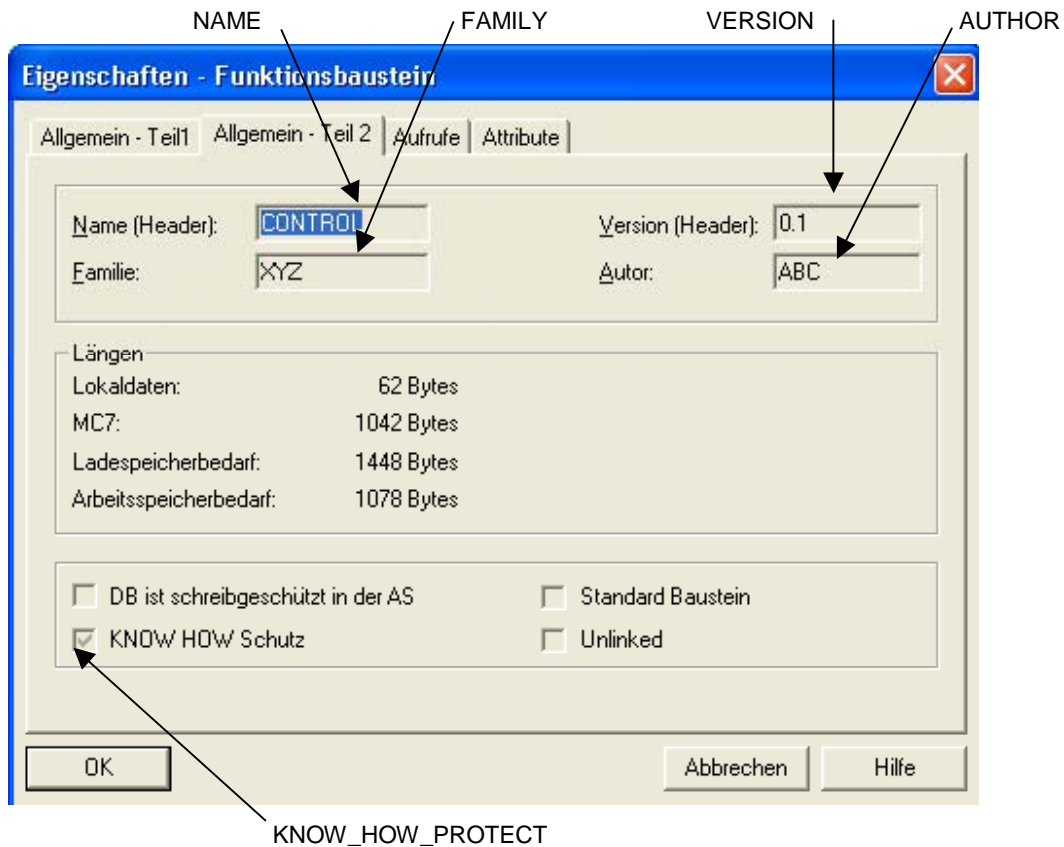 NAME FAMILY VERSION AUTHOR
Eigenschaften - Funktionsbaustein
Allgemein - Teil1 Allgemein - Teil 2 Aufrufe Attribute
Name (Header): CONTROL Version (Header): 0.1
Familie: XYZ Autor: ABC
Längen
Lokaldaten: 62 Bytes
MC7: 1042 Bytes
Ladespeicherbedarf: 1448 Bytes
Arbeitsspeicherbedarf: 1078 Bytes
DB ist schreibgeschützt in der AS Standard Baustein
KNOW HOW Schutz Unlinked
OK Abbrechen Hilfe
KNOW_HOW_PROTECT